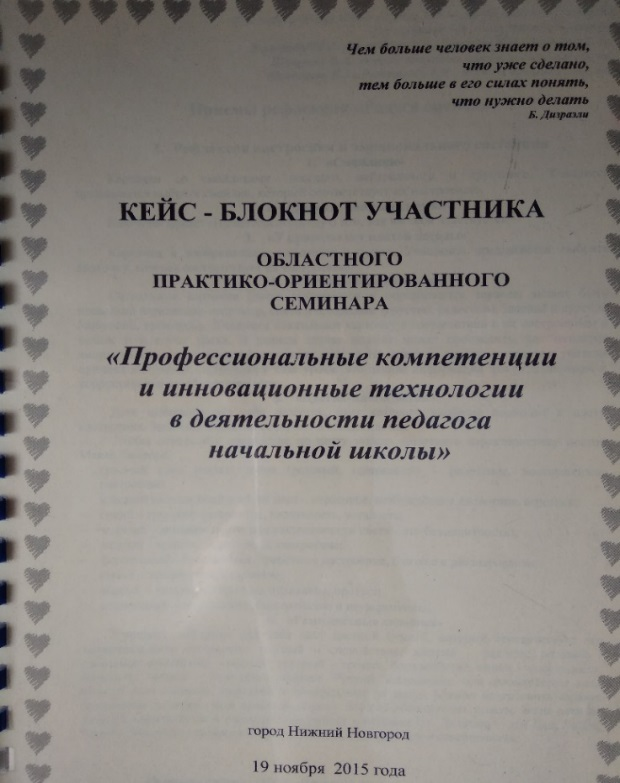 Чем больше человек знает о том,
что уже сделано,
тем больше в его силах понять,
что нужно делать
Б. Дизраэли
КЕЙС - БЛОКНОТ УЧАСТНИКА
ОБЛАСТНОГО
ПРАКТИКО-ОРИЕНТИРОВАННОГО
СЕМИНАРА
«Профессиональные компетенции
и инновационные технологии
в деятельности педагога
начальной школы»
город Нижний Новгород
19 ноября 2015 года